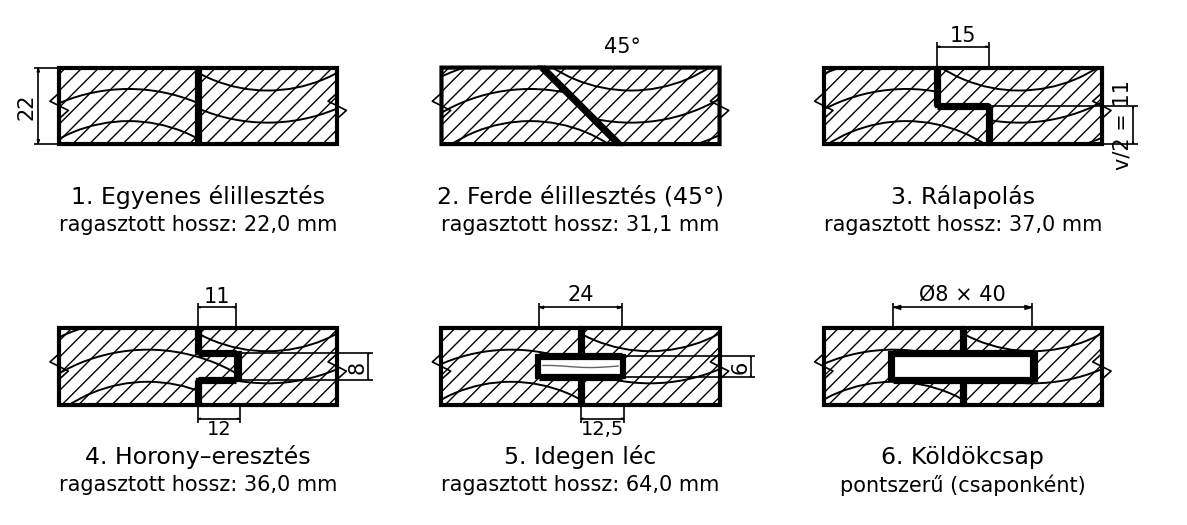 45°
15
22
v/2 = 11
1. Egyenes élillesztés
ragasztott hossz: 22,0 mm
2. Ferde élillesztés (45°)
ragasztott hossz: 31,1 mm
3. Rálapolás
ragasztott hossz: 37,0 mm
11
8
12
24
6
12,5
Ø8 × 40
4. Horony–eresztés
ragasztott hossz: 36,0 mm
5. Idegen léc
ragasztott hossz: 64,0 mm
6. Köldökcsap
pontszerű (csaponként)